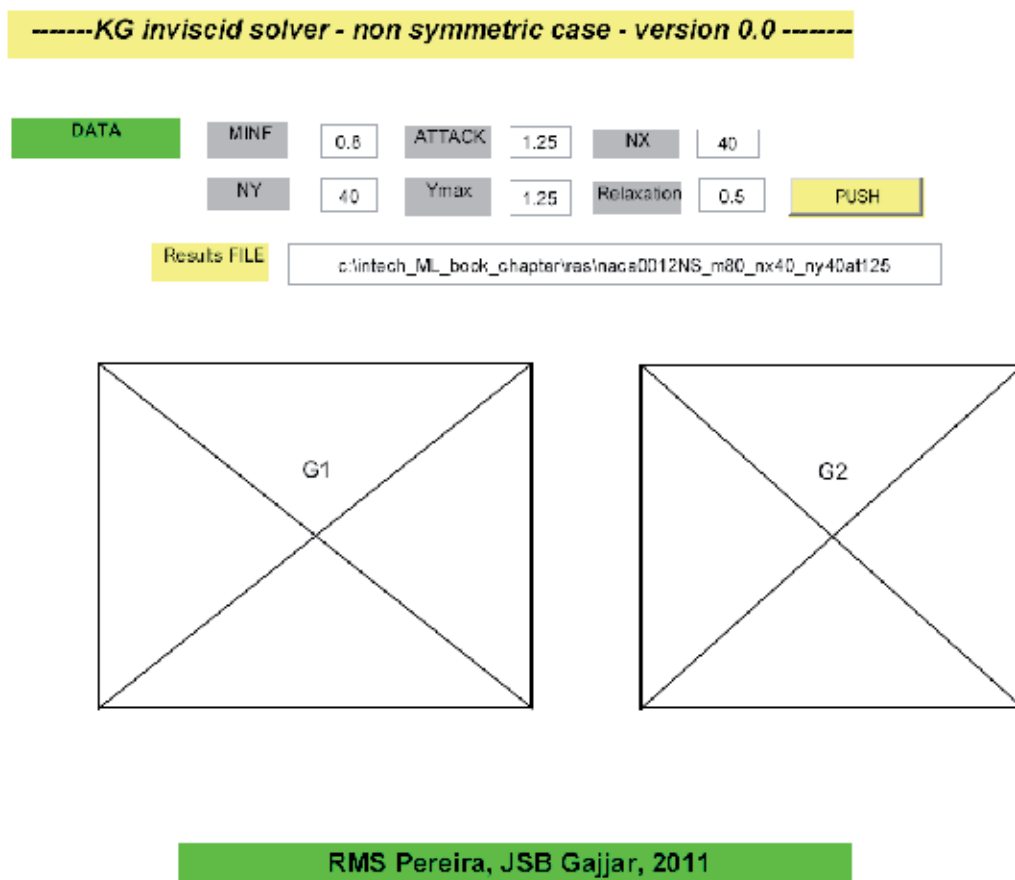 -------KG inviscid solver - non symmetric case - version 0.0 --------
DATA MINF 0.8 ATTACK 1.25 NX 40
NY 40 Ymax 1.25 Relaxation 0.5 PUSH
Results FILE c:\intech_ML_book_chapter\res\naca0012NS_m80_nx40_ny40at125
G1 G2
RMS Pereira, JSB Gajjar, 2011